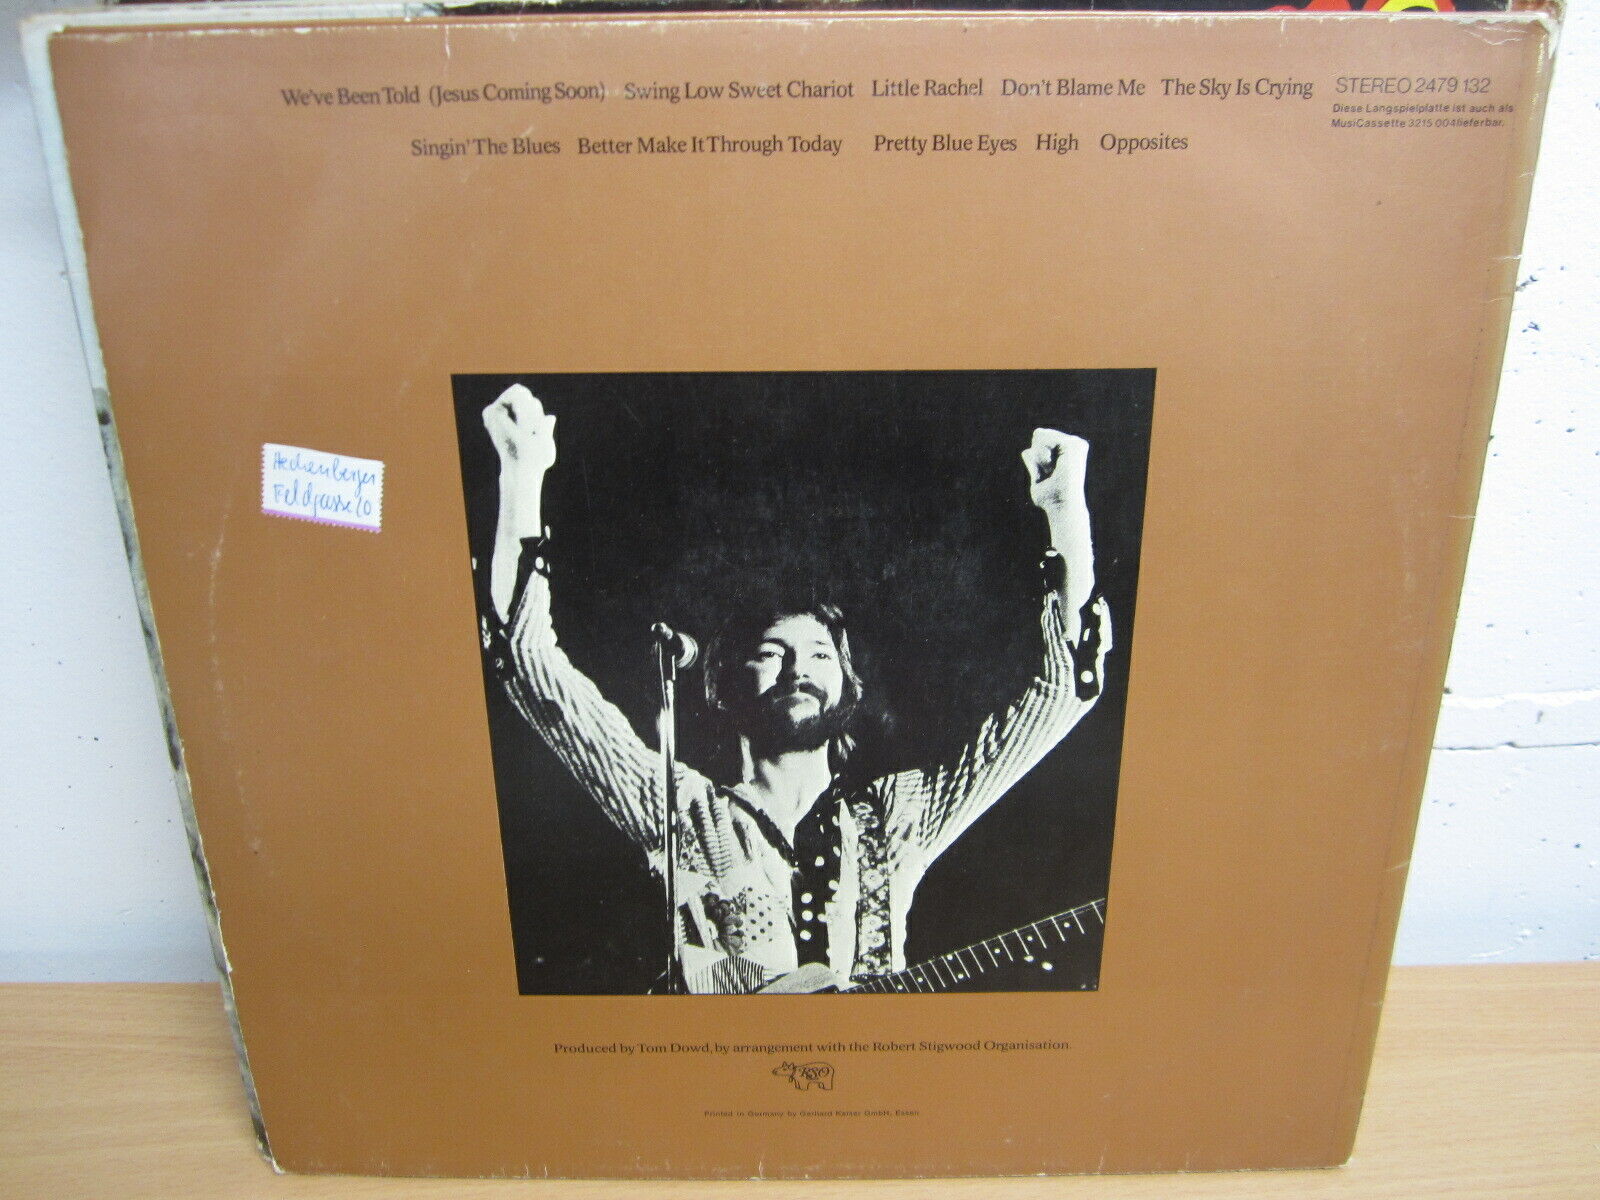 We've Been Told (Jesus Coming Soon) Swing Low Sweet Chariot Little Rachel Don't Blame Me The Sky Is Crying
STEREO 2479 132
Diese Langspielplatte ist auch als
MusiCassette 3215 004 lieferbar.
Singin' The Blues Better Make It Through Today Pretty Blue Eyes High Opposites
Hechenberger
Feldgasse 20
Produced by Tom Dowd, by arrangement with the Robert Stigwood Organisation.
RSO
Printed in Germany by Gerhard Kaiser GmbH, Essen